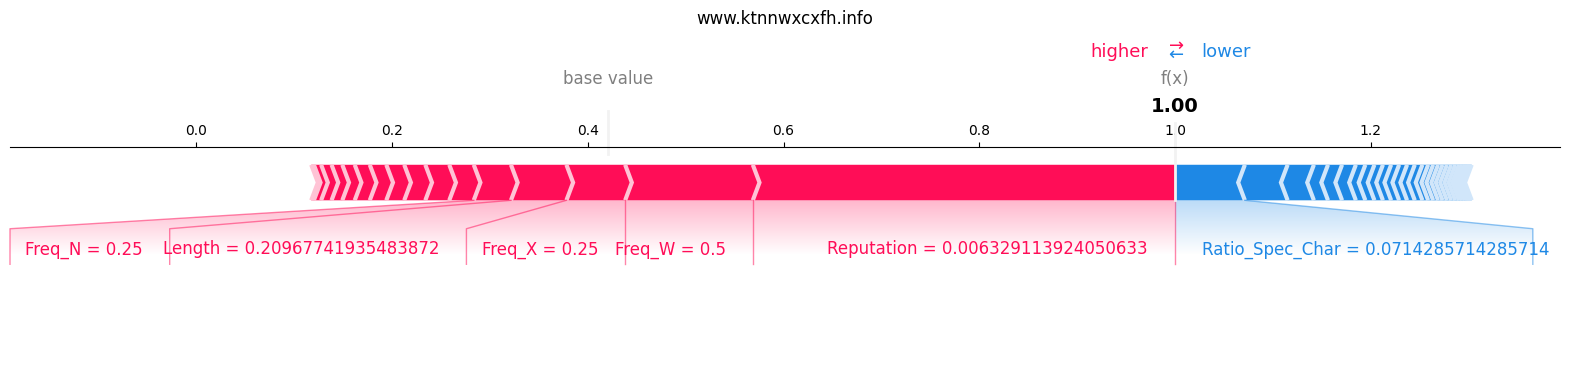 www.ktnnwxcxfh.info
higher ⇄ lower
base value f(x)
1.00
0.0 0.2 0.4 0.6 0.8 1.0 1.2
Freq_N = 0.25 Length = 0.20967741935483872 Freq_X = 0.25 Freq_W = 0.5 Reputation = 0.006329113924050633 Ratio_Spec_Char = 0.0714285714285714